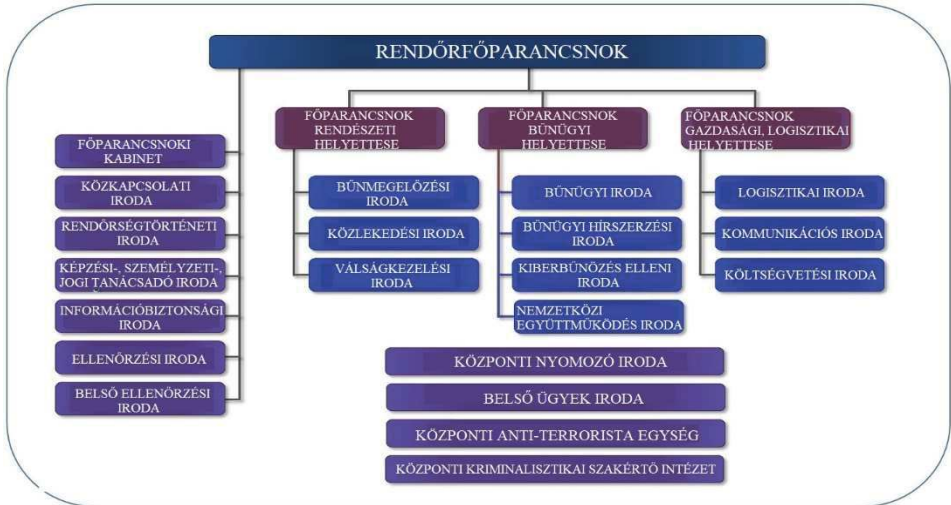 RENDŐRFŐPARANCSNOK
FŐPARANCSNOKI
KABINET
KÖZKAPCSOLATI
IRODA
RENDŐRSÉGTÖRTÉNETI
IRODA
KÉPZÉSI-, SZEMÉLYZETI-,
JOGI TANÁCSADÓ IRODA
INFORMÁCIÓBIZTONSÁGI
IRODA
ELLENŐRZÉSI IRODA
BELSŐ ELLENŐRZÉSI
IRODA
FŐPARANCSNOK
RENDÉSZETI
HELYETTESE
BŰNMEGELŐZÉSI
IRODA
KÖZLEKEDÉSI IRODA
VÁLSÁGKEZELÉSI
IRODA
FŐPARANCSNOK
BŰNÜGYI
HELYETTESE
BŰNÜGYI IRODA
BŰNÜGYI HÍRSZERZÉSI
IRODA
KIBERBŰNÖZÉS ELLENI
IRODA
NEMZETKÖZI
EGYÜTTMŰKÖDÉS IRODA
FŐPARANCSNOK
GAZDASÁGI, LOGISZTIKAI
HELYETTESE
LOGISZTIKAI IRODA
KOMMUNIKÁCIÓS IRODA
KÖLTSÉGVETÉSI IRODA
KÖZPONTI NYOMOZÓ IRODA
BELSŐ ÜGYEK IRODA
KÖZPONTI ANTI-TERRORISTA EGYSÉG
KÖZPONTI KRIMINALISZTIKAI SZAKÉRTŐ INTÉZET